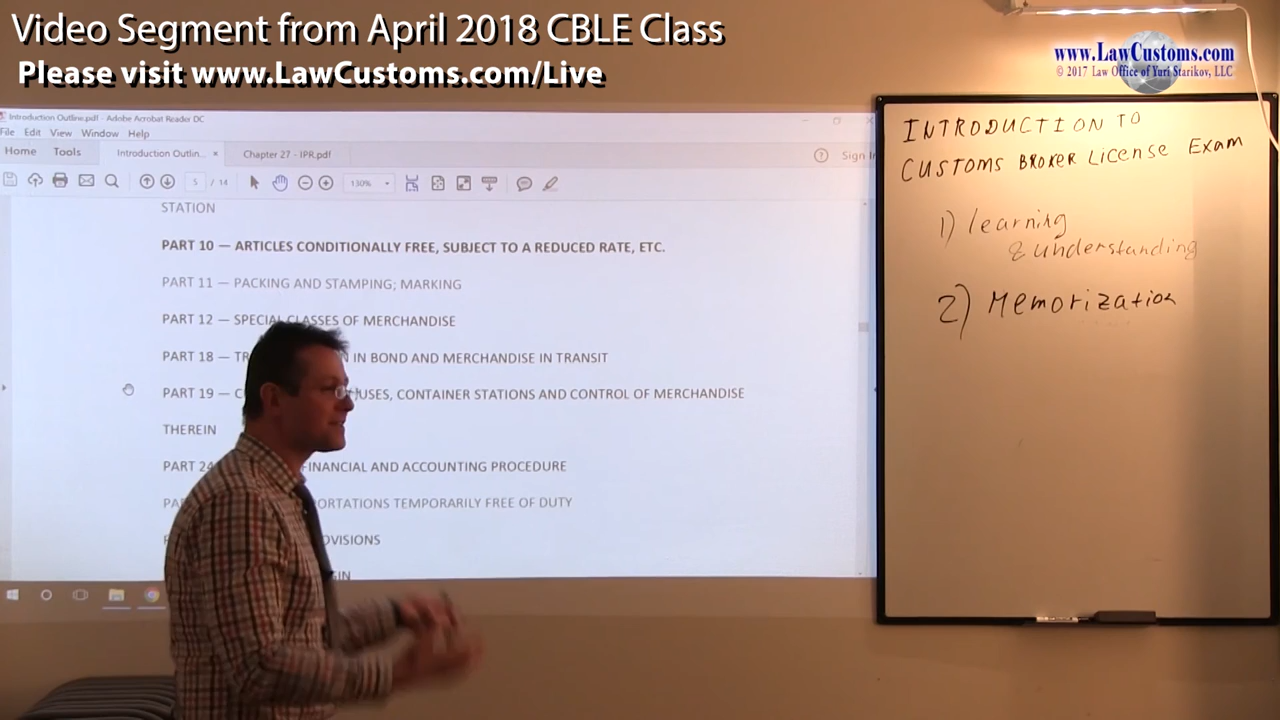 Video Segment from April 2018 CBLE Class
Please visit www.LawCustoms.com/Live
www.LawCustoms.com
© 2017 Law Office of Yuri Starikov, LLC
Introduction Outline.pdf - Adobe Acrobat Reader DC
File Edit View Window Help
Home Tools Introduction Outlin... × Chapter 27 - IPR.pdf Sign In
5 / 14 130%
STATION
PART 10 — ARTICLES CONDITIONALLY FREE, SUBJECT TO A REDUCED RATE, ETC.
PART 11 — PACKING AND STAMPING; MARKING
PART 12 — SPECIAL CLASSES OF MERCHANDISE
PART 18 — IN BOND AND MERCHANDISE IN TRANSIT
PART 19 — CONTAINER STATIONS AND CONTROL OF MERCHANDISE
THEREIN
PART 24 FINANCIAL AND ACCOUNTING PROCEDURE
TEMPORARILY FREE OF DUTY
INTRODUCTION TO
CUSTOMS BROKER LICENSE EXAM
1) learning
& understanding
2) Memorization